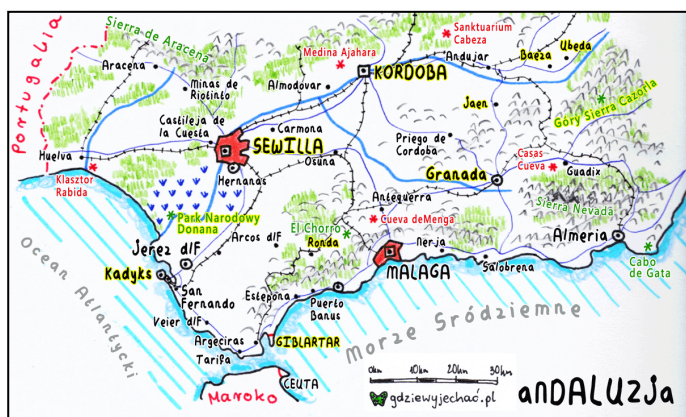 Portugalia
Sierra de Aracena
Aracena
Minas de
Riotinto
Medina Ajahara
Almodovar
KORDOBA
Sanktuarium
Cabeza
Andujar
Baeza
Ubeda
Jaen
Góry Sierra Cazorla
Castileja de
la Cuesta
Carmona
SEWILLA
Huelva
Klasztor
Rabida
Hernanas
Osuna
Priego de
Cordoba
Granada
Casas
Cueva
Guadix
Park Narodowy
Donana
Antequerra
Cueva deMenga
Sierra Nevada
Almeria
Jerez d/F
Arcos d/F
El Chorro
Ronda
Nerja
Salobrena
Cabo
de Gata
Kadyks
San
Fernando
Estepona
Puerto
Banus
MALAGA
Ocean Atlantycki
Veier d/F
Argeciras
Tarifa
GIBLARTAR
Morze Sródziemne
Maroko
CEUTA
0km 10km 20km 30km
gdziewyjechać.pl
aNDALUZJa